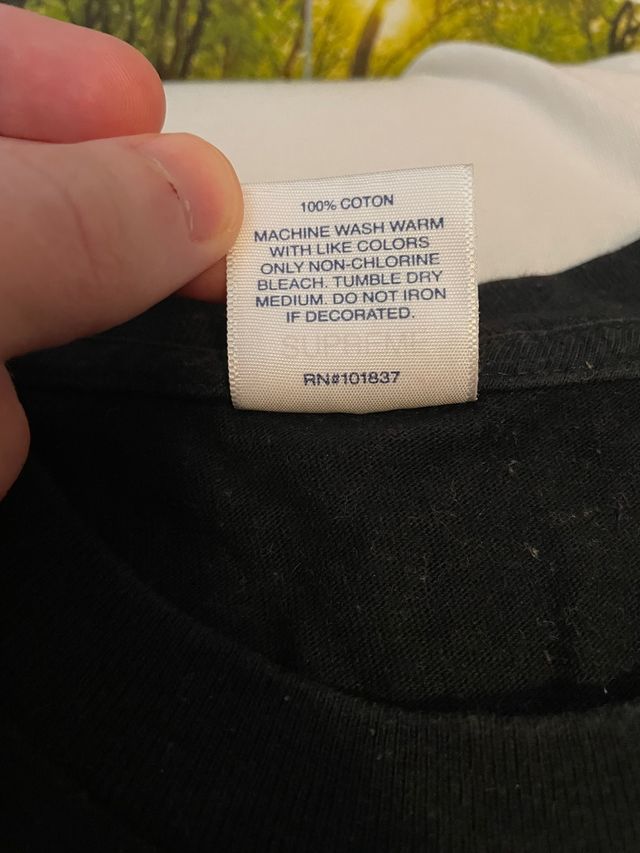 100% COTON
MACHINE WASH WARM
WITH LIKE COLORS
ONLY NON-CHLORINE
BLEACH. TUMBLE DRY
MEDIUM. DO NOT IRON
IF DECORATED.
SUPREME
RN#101837